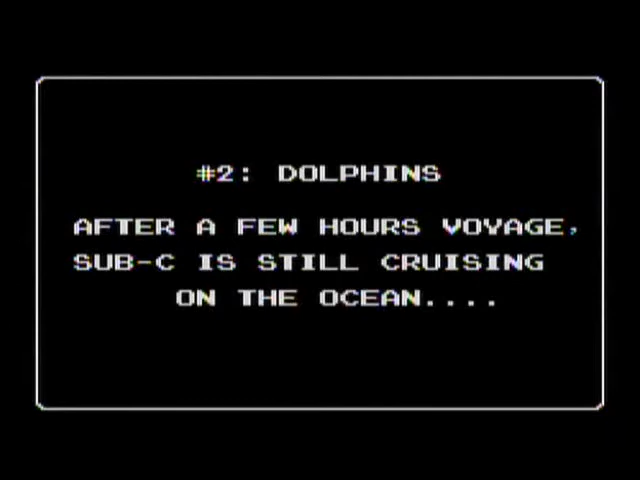 #2: DOLPHINS
AFTER A FEW HOURS VOYAGE,
SUB-C IS STILL CRUISING
ON THE OCEAN....